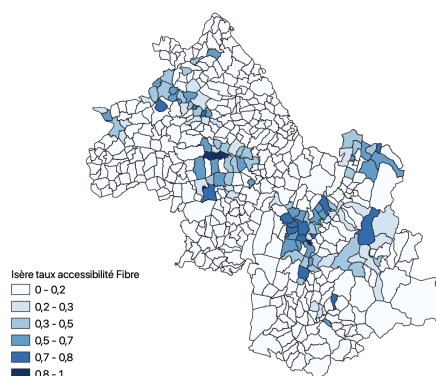 Isère taux accessibilité Fibre
0 - 0,2
0,2 - 0,3
0,3 - 0,5
0,5 - 0,7
0,7 - 0,8
0,8 - 1